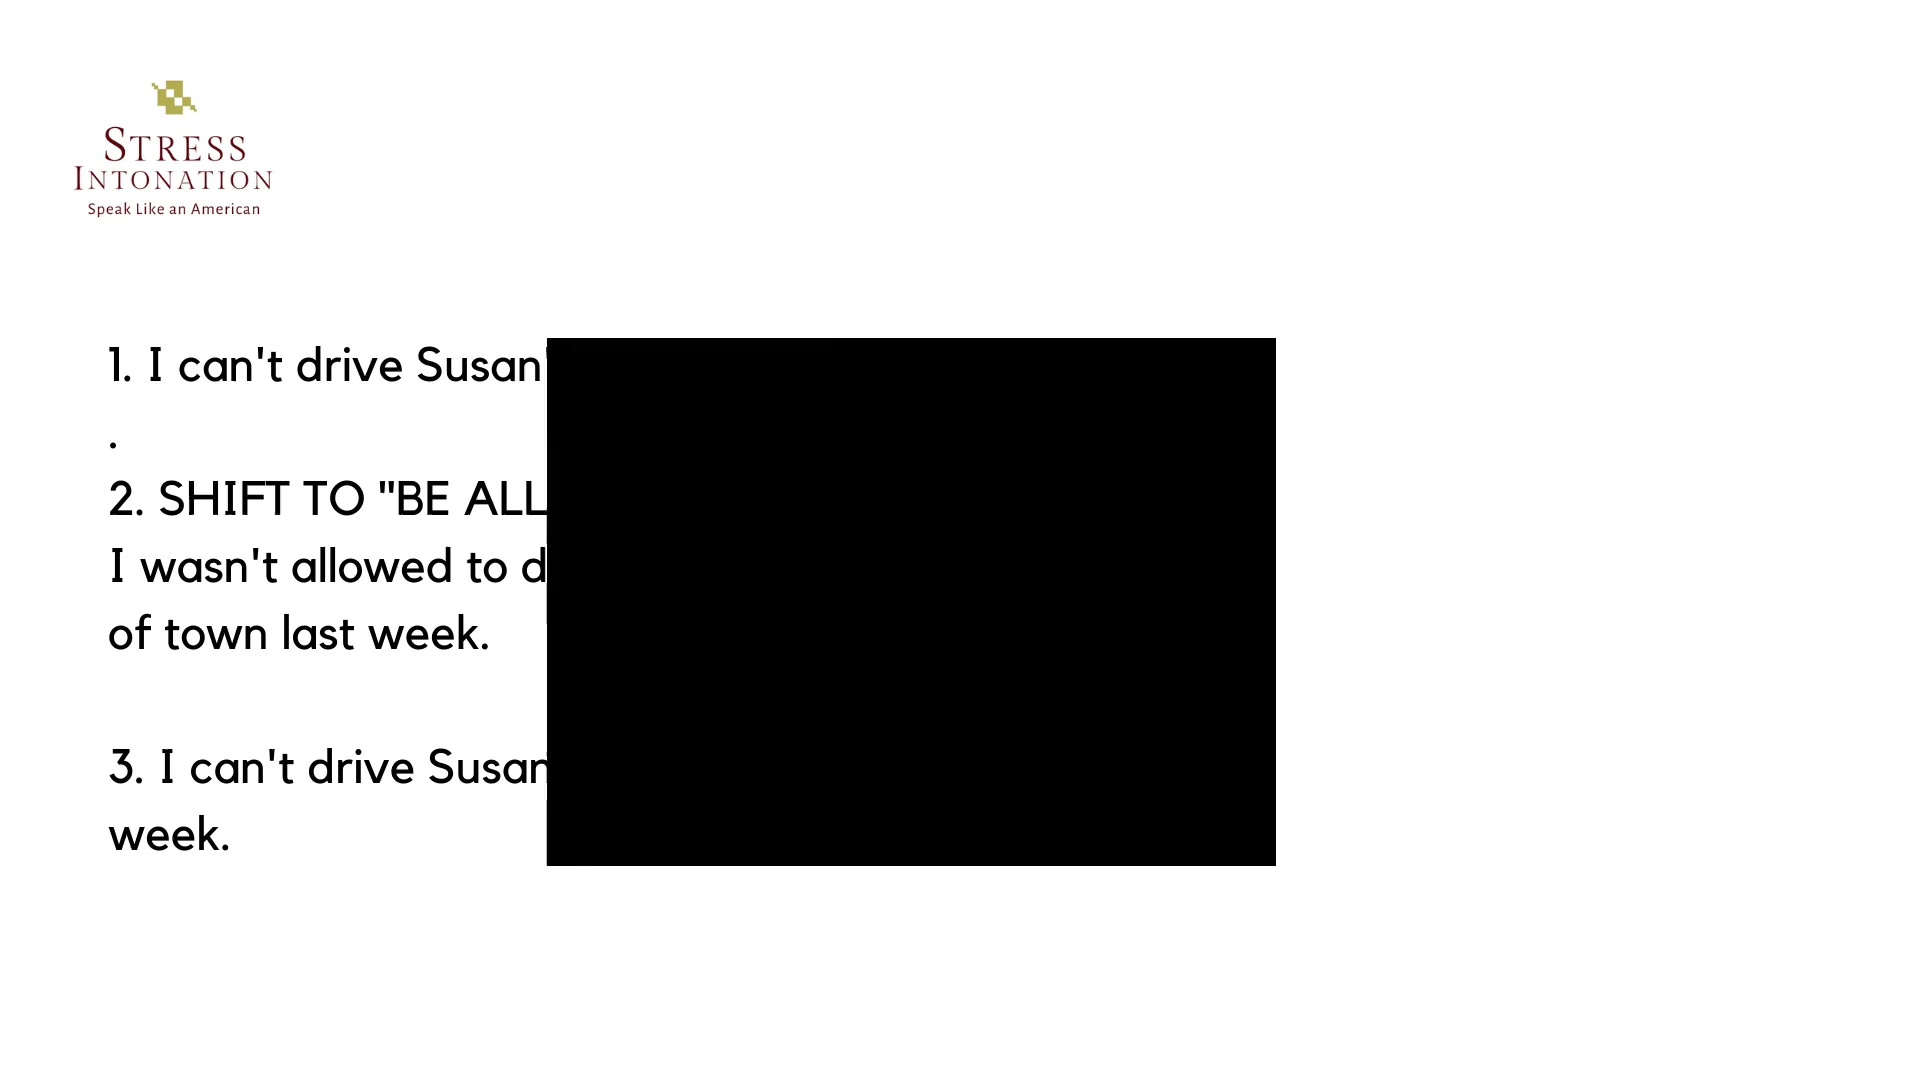 STRESS
INTONATION
Speak Like an American
1. I can't drive Susan'
.
2. SHIFT TO "BE ALL
I wasn't allowed to d
of town last week.
3. I can't drive Susan
week.